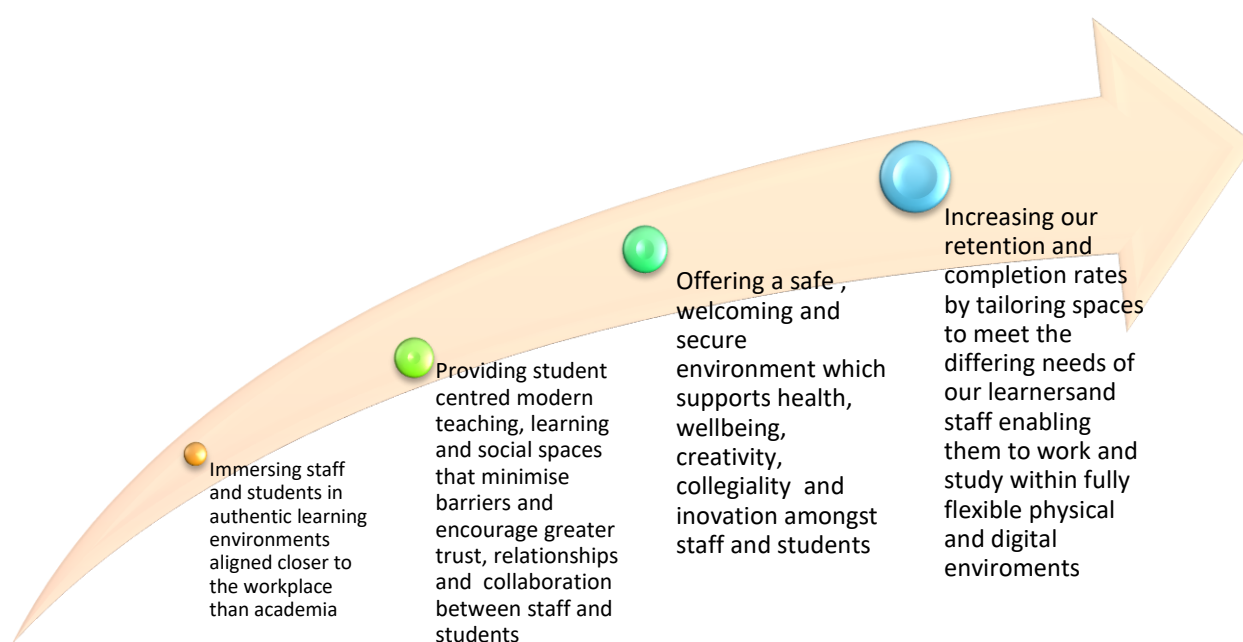 Immersing staff
and students in
authentic learning
environments
aligned closer to
the workplace
than academia
Providing student
centred modern
teaching, learning
and social spaces
that minimise
barriers and
encourage greater
trust, relationships
and collaboration
between staff and
students
Offering a safe ,
welcoming and
secure
environment which
supports health,
wellbeing,
creativity,
collegiality and
inovation amongst
staff and students
Increasing our
retention and
completion rates
by tailoring spaces
to meet the
differing needs of
our learnersand
staff enabling
them to work and
study within fully
flexible physical
and digital
enviroments